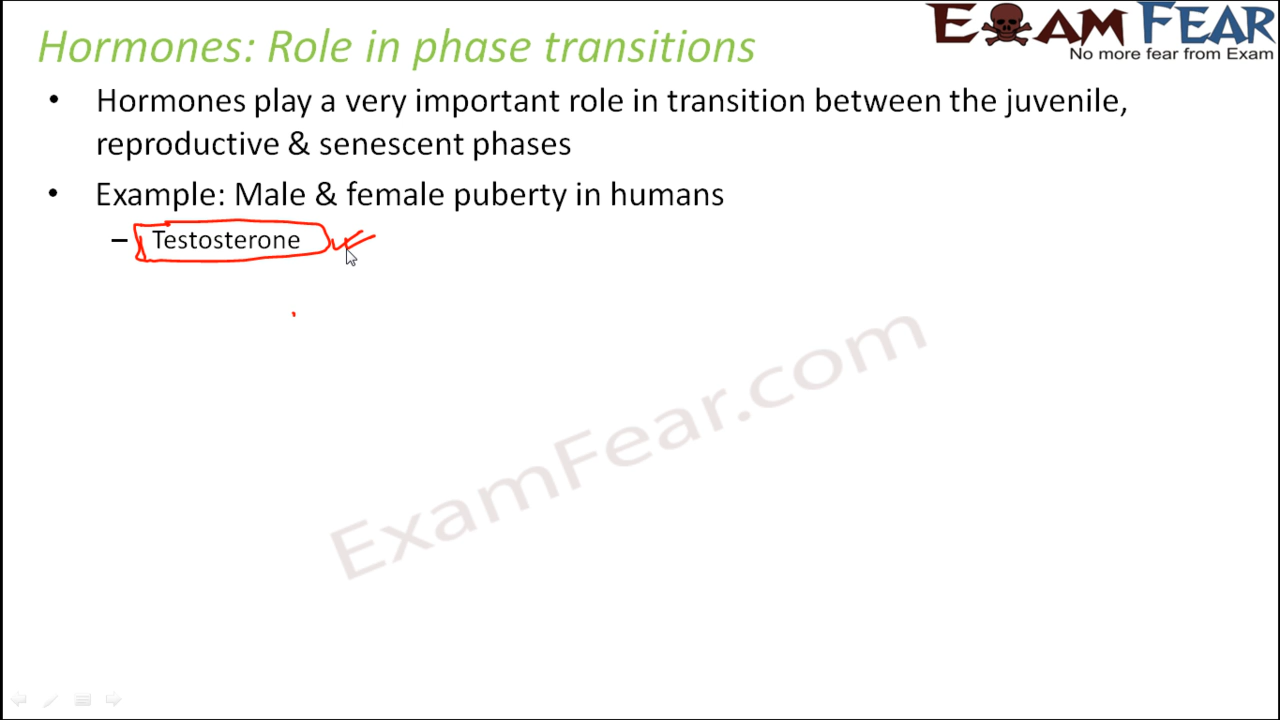 Hormones: Role in phase transitions
EXAM FEAR
No more fear from Exam
• Hormones play a very important role in transition between the juvenile,
reproductive & senescent phases
• Example: Male & female puberty in humans
– Testosterone
ExamFear.com